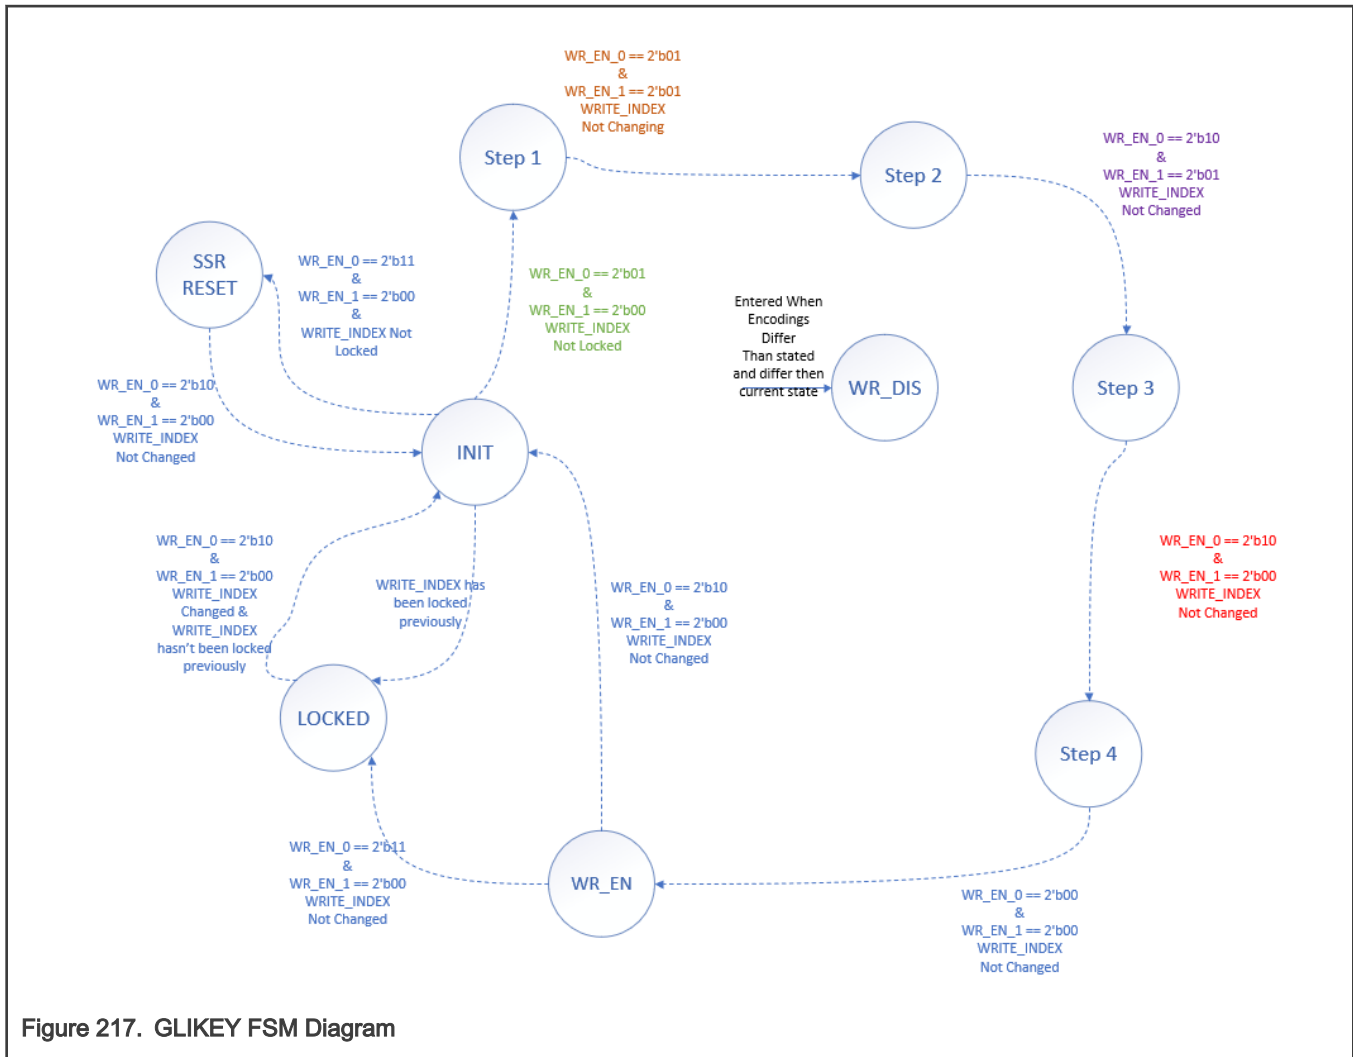 WR_EN_0 == 2'b01
&
WR_EN_1 == 2'b01
WRITE_INDEX
Not Changing
Step 1
Step 2
WR_EN_0 == 2'b10
&
WR_EN_1 == 2'b01
WRITE_INDEX
Not Changed
SSR
RESET
WR_EN_0 == 2'b11
&
WR_EN_1 == 2'b00
&
WRITE_INDEX Not
Locked
WR_EN_0 == 2'b01
&
WR_EN_1 == 2'b00
WRITE_INDEX
Not Locked
Entered When
Encodings
Differ
Than stated
and differ then
current state
WR_DIS
Step 3
WR_EN_0 == 2'b10
&
WR_EN_1 == 2'b00
WRITE_INDEX
Not Changed
INIT
WR_EN_0 == 2'b10
&
WR_EN_1 == 2'b00
WRITE_INDEX
Changed &
WRITE_INDEX
hasn't been locked
previously
WRITE_INDEX has
been locked
previously
WR_EN_0 == 2'b10
&
WR_EN_1 == 2'b00
WRITE_INDEX
Not Changed
WR_EN_0 == 2'b10
&
WR_EN_1 == 2'b00
WRITE_INDEX
Not Changed
LOCKED
Step 4
WR_EN_0 == 2'b11
&
WR_EN_1 == 2'b00
WRITE_INDEX
Not Changed
WR_EN
WR_EN_0 == 2'b00
&
WR_EN_1 == 2'b00
WRITE_INDEX
Not Changed
Figure 217. GLIKEY FSM Diagram